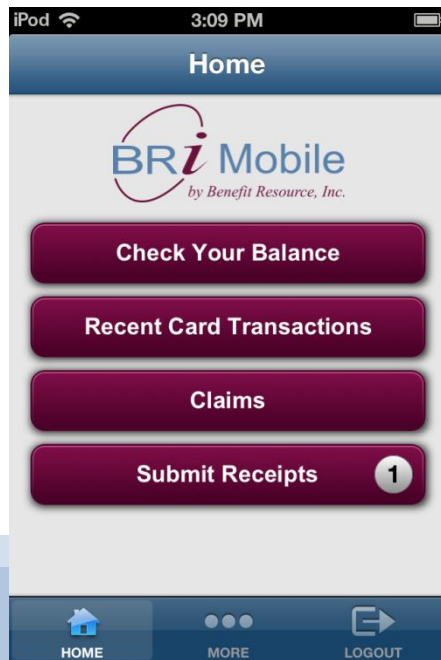 iPod 3:09 PM
Home
BRi Mobile
by Benefit Resource, Inc.
Check Your Balance
Recent Card Transactions
Claims
Submit Receipts 1
HOME MORE LOGOUT